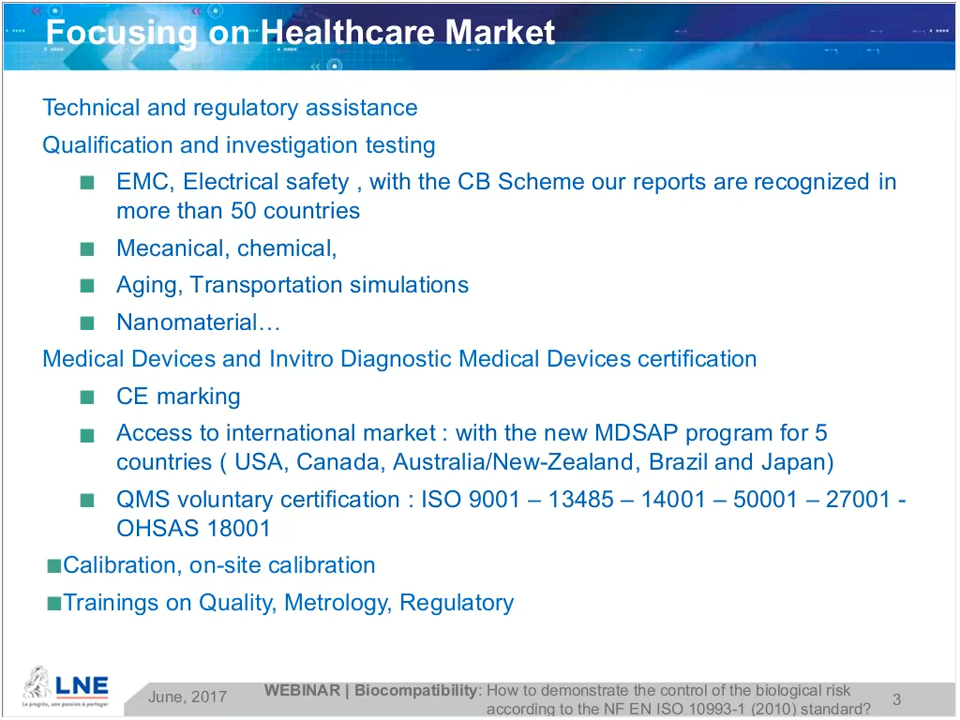 Focusing on Healthcare Market
Technical and regulatory assistance
Qualification and investigation testing
■ EMC, Electrical safety , with the CB Scheme our reports are recognized in
more than 50 countries
■ Mecanical, chemical,
■ Aging, Transportation simulations
■ Nanomaterial…
Medical Devices and Invitro Diagnostic Medical Devices certification
■ CE marking
■ Access to international market : with the new MDSAP program for 5
countries ( USA, Canada, Australia/New-Zealand, Brazil and Japan)
■ QMS voluntary certification : ISO 9001 – 13485 – 14001 – 50001 – 27001 -
OHSAS 18001
■Calibration, on-site calibration
■Trainings on Quality, Metrology, Regulatory
LNE
Le progrès, une passion à partager
June, 2017
WEBINAR | Biocompatibility: How to demonstrate the control of the biological risk
according to the NF EN ISO 10993-1 (2010) standard?
3